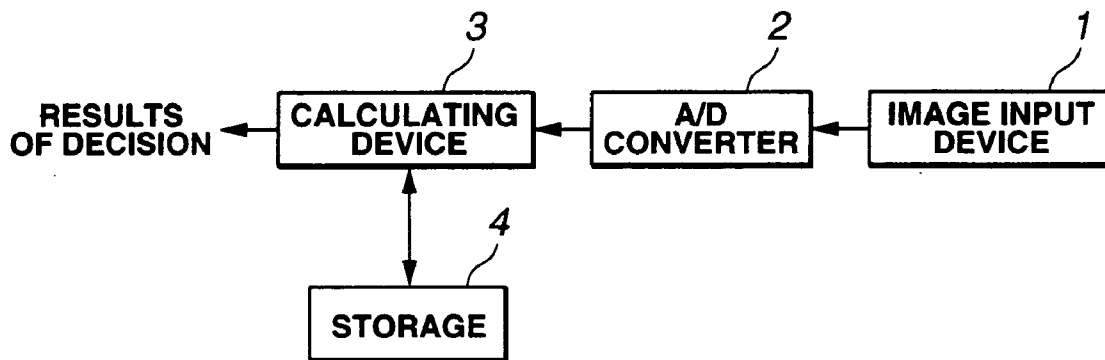 3
2
1
RESULTS
OF DECISION
CALCULATING
DEVICE
A/D
CONVERTER
IMAGE INPUT
DEVICE
4
STORAGE